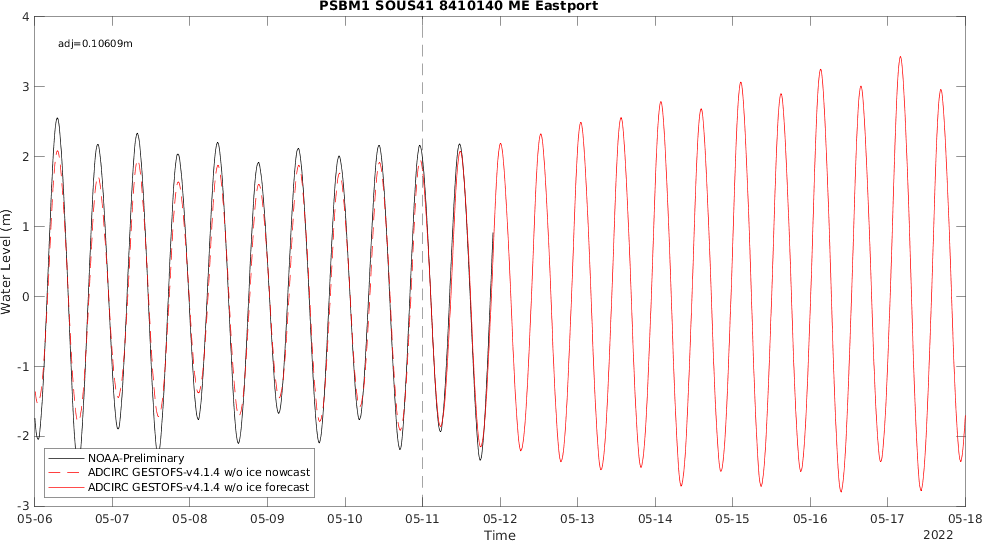 PSBM1 SOUS41 8410140 ME Eastport
adj=0.10609m
Water Level (m)
4
3
2
1
0
-1
-2
-3
NOAA-Preliminary
ADCIRC GESTOFS-v4.1.4 w/o ice nowcast
ADCIRC GESTOFS-v4.1.4 w/o ice forecast
05-06 05-07 05-08 05-09 05-10 05-11 05-12 05-13 05-14 05-15 05-16 05-17 05-18
Time
2022